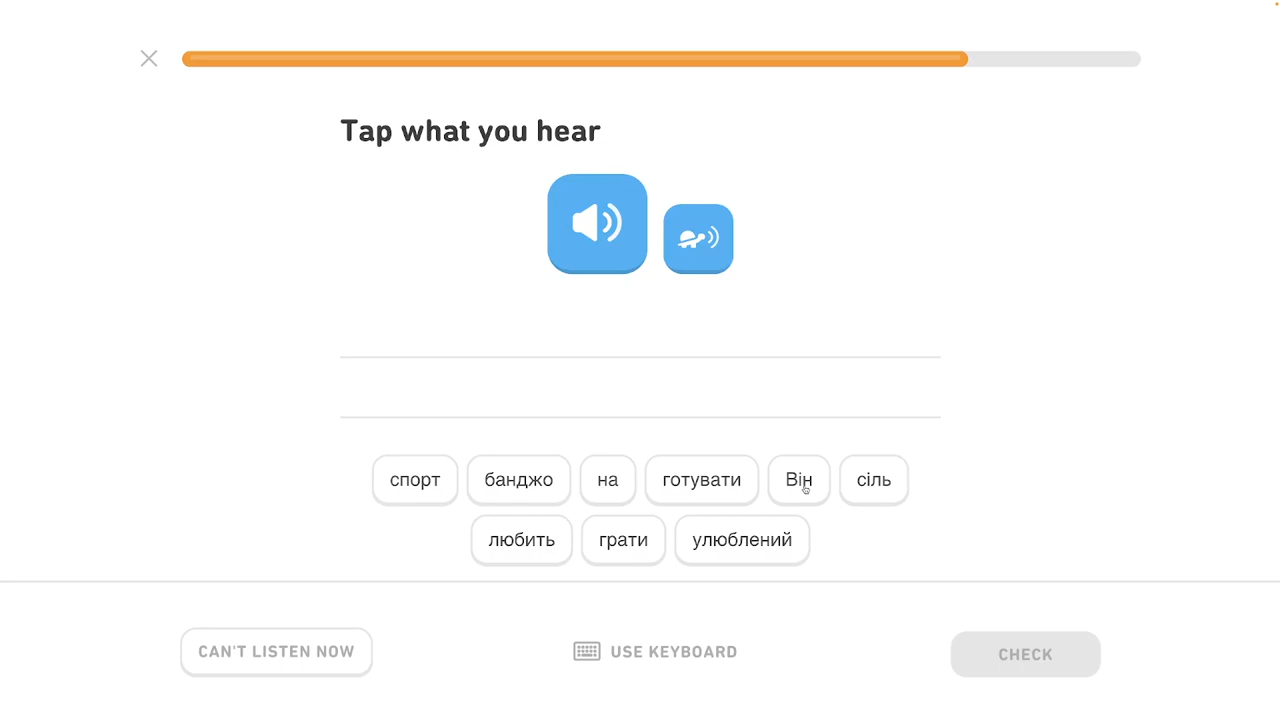 Tap what you hear
спорт банджо на готувати Він сіль
любить грати улюблений
CAN'T LISTEN NOW USE KEYBOARD CHECK